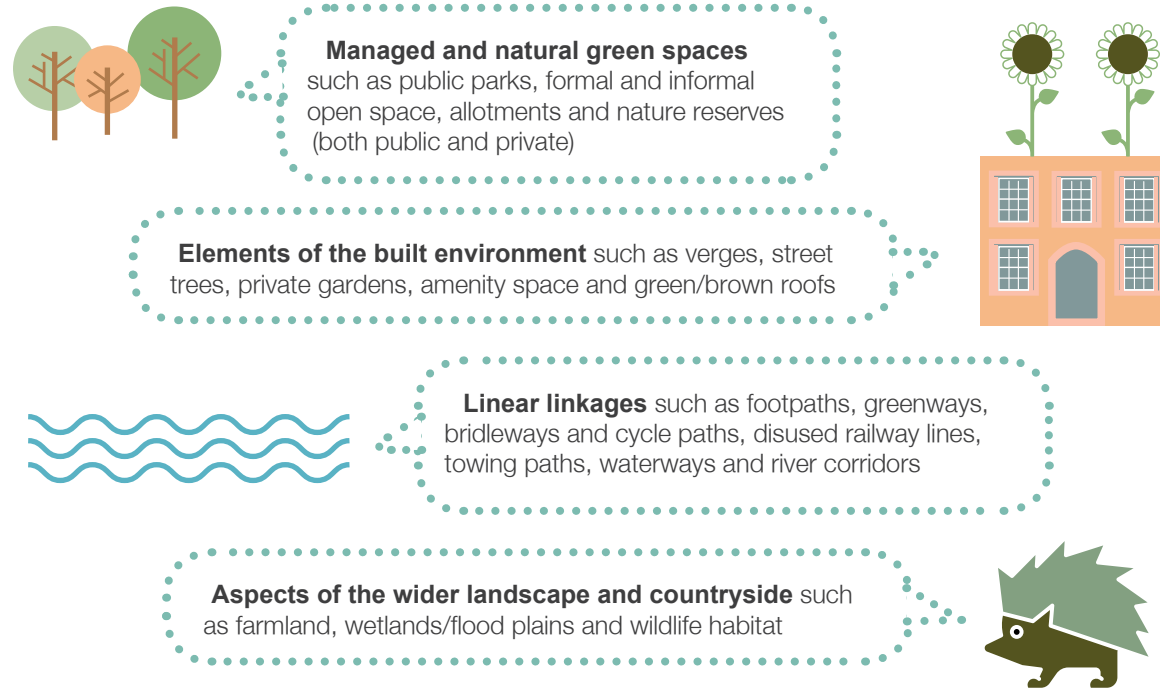 Managed and natural green spaces
such as public parks, formal and informal
open space, allotments and nature reserves
(both public and private)
Elements of the built environment such as verges, street
trees, private gardens, amenity space and green/brown roofs
Linear linkages such as footpaths, greenways,
bridleways and cycle paths, disused railway lines,
towing paths, waterways and river corridors
Aspects of the wider landscape and countryside such
as farmland, wetlands/flood plains and wildlife habitat